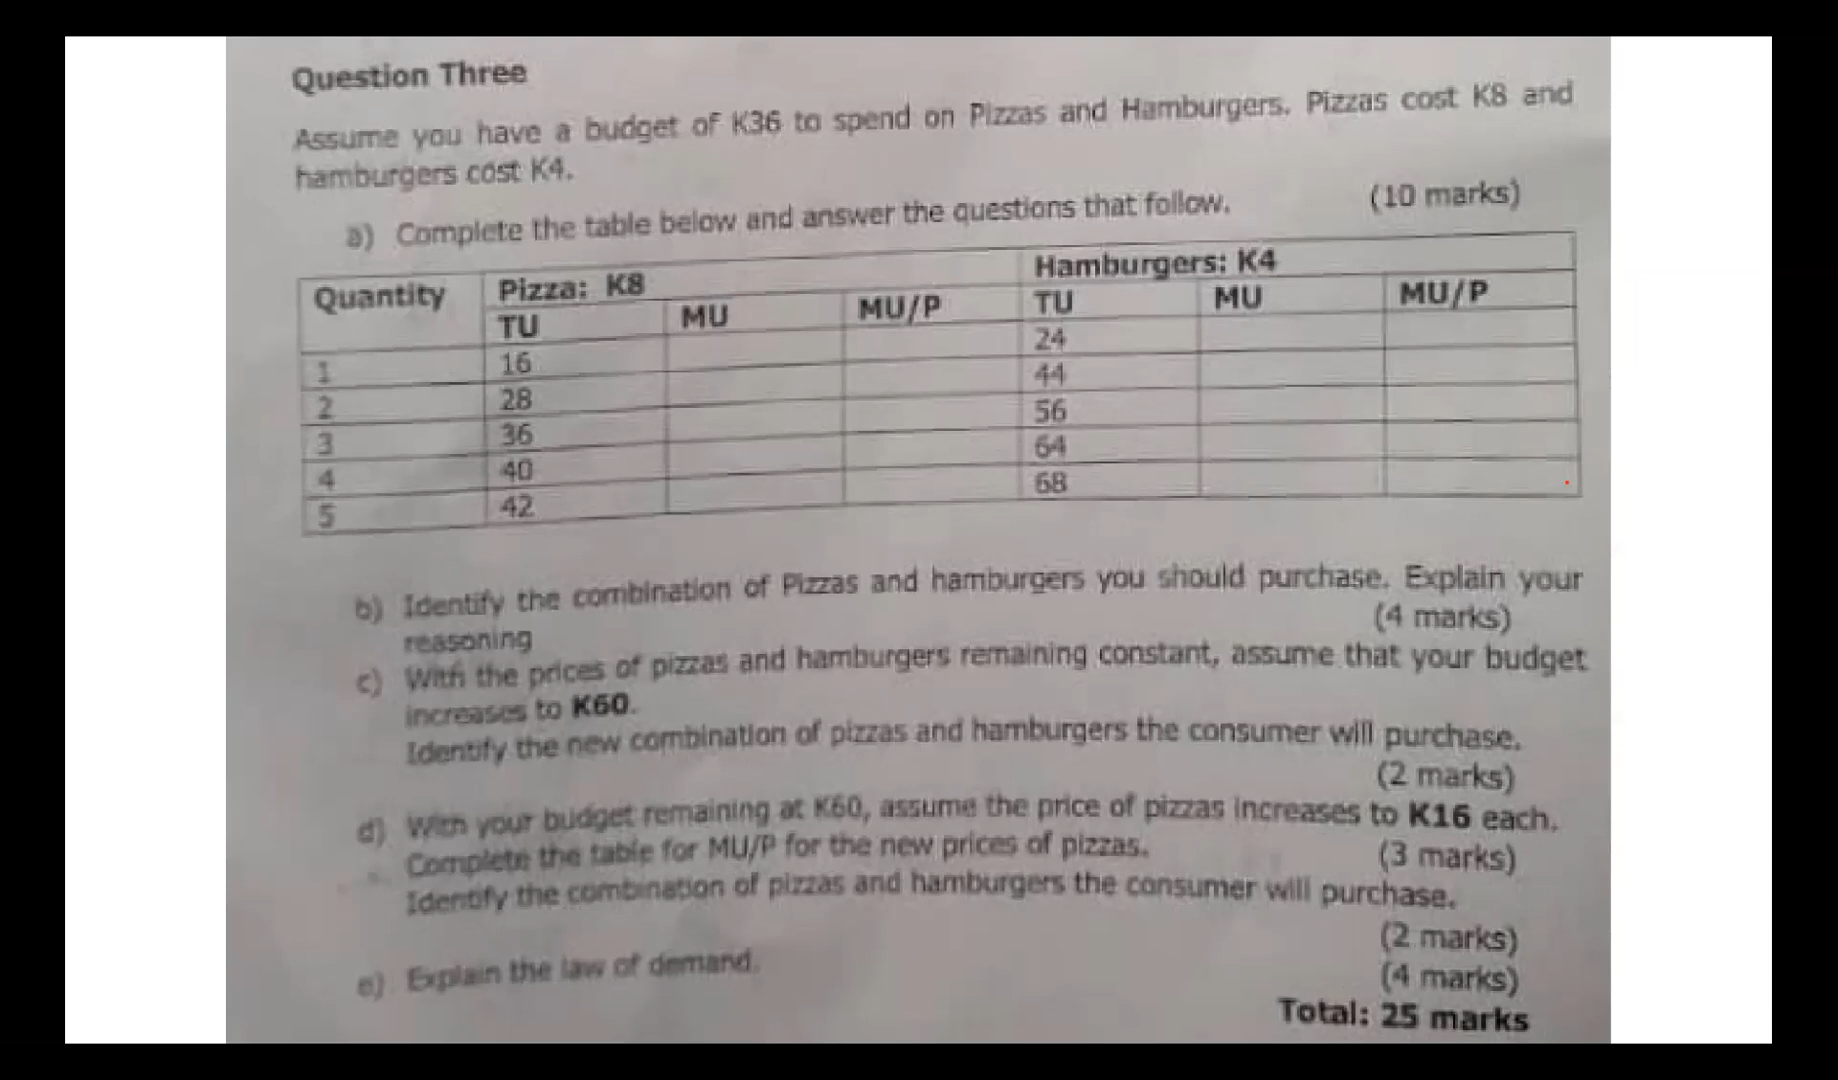 Question Three
Assume you have a budget of K36 to spend on Pizzas and Hamburgers. Pizzas cost K8 and
hamburgers cost K4.
a) Complete the table below and answer the questions that follow. (10 marks)
Quantity Pizza: K8 Hamburgers: K4
TU MU MU/P TU MU MU/P
1 16 24
2 28 44
3 36 56
4 40 64
5 42 68
b) Identify the combination of Pizzas and hamburgers you should purchase. Explain your
reasoning (4 marks)
c) With the prices of pizzas and hamburgers remaining constant, assume that your budget
increases to K60.
Identify the new combination of pizzas and hamburgers the consumer will purchase.
(2 marks)
d) With your budget remaining at K60, assume the price of pizzas increases to K16 each.
Complete the table for MU/P for the new prices of pizzas. (3 marks)
Identify the combination of pizzas and hamburgers the consumer will purchase.
(2 marks)
e) Explain the law of demand. (4 marks)
Total: 25 marks